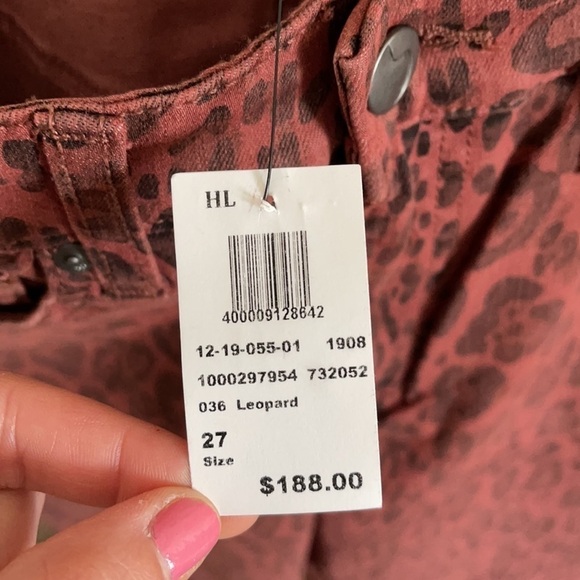 HL
400009128642
12-19-055-01 1908
1000297954 732052
036 Leopard
27
Size
$188.00